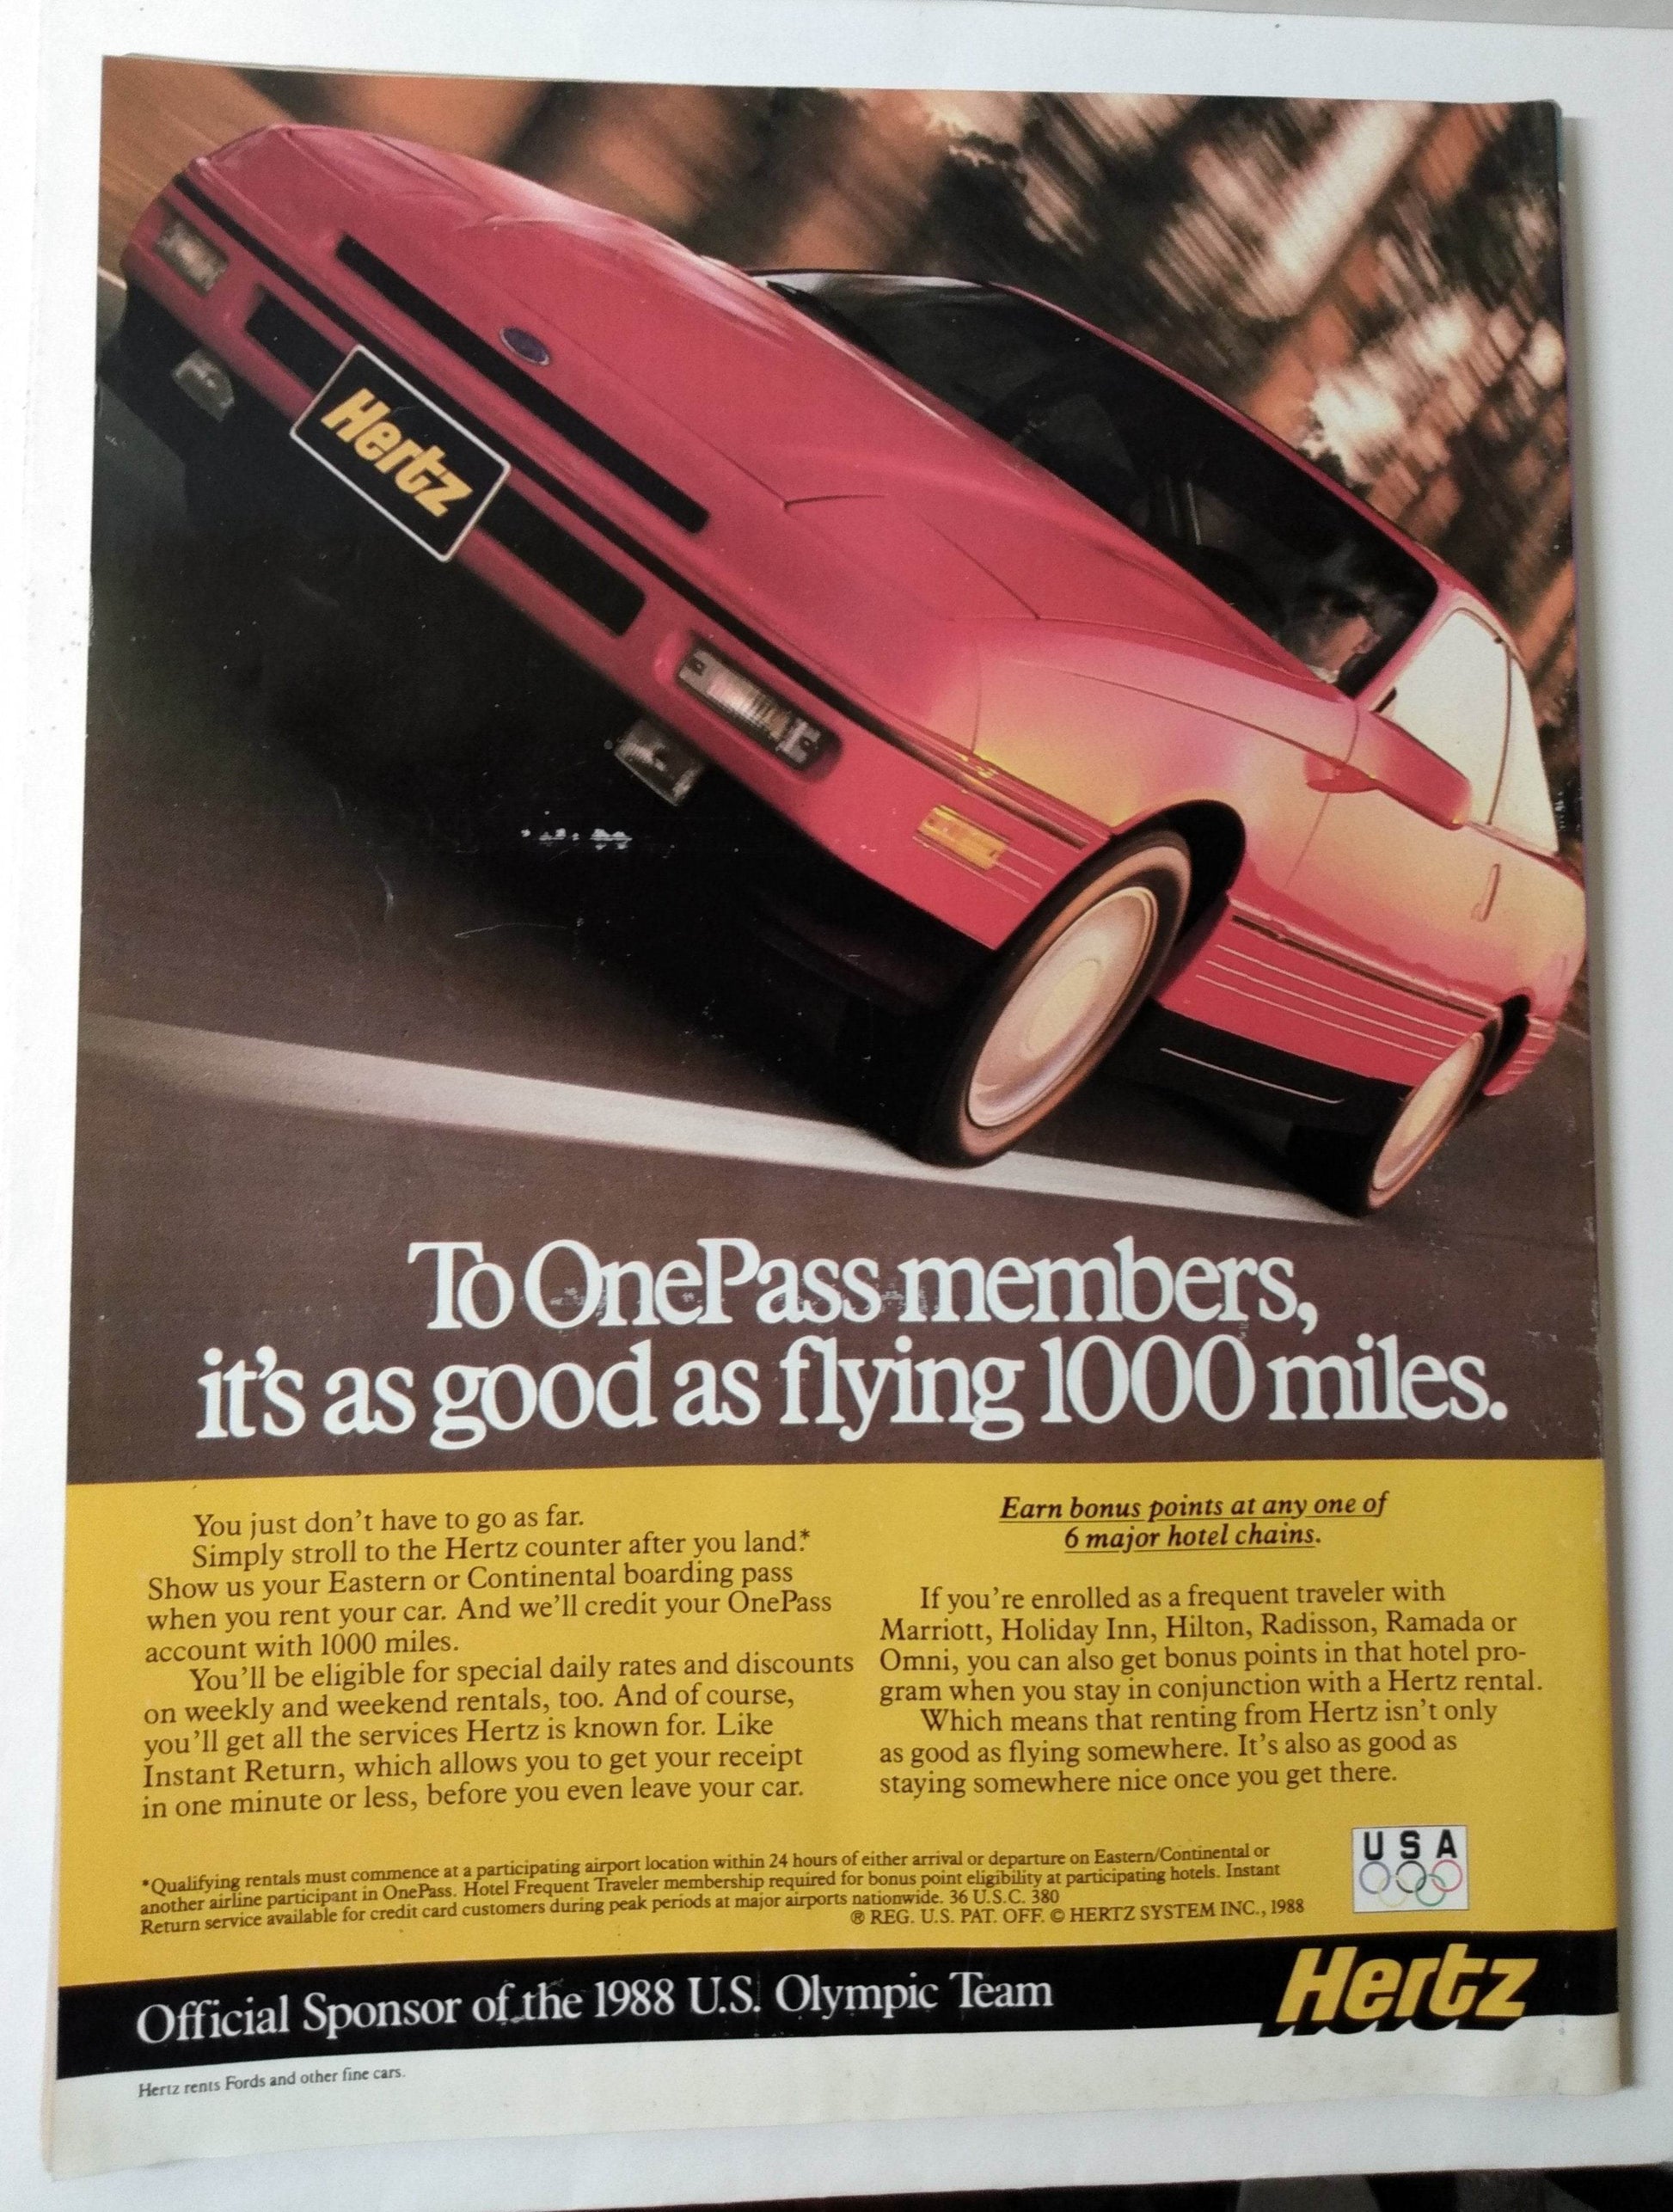 Hertz
To OnePass members,
it's as good as flying 1000 miles.
You just don't have to go as far.
Simply stroll to the Hertz counter after you land.*
Show us your Eastern or Continental boarding pass
when you rent your car. And we'll credit your OnePass
account with 1000 miles.
You'll be eligible for special daily rates and discounts
on weekly and weekend rentals, too. And of course,
you'll get all the services Hertz is known for. Like
Instant Return, which allows you to get your receipt
in one minute or less, before you even leave your car.
Earn bonus points at any one of
6 major hotel chains.
If you're enrolled as a frequent traveler with
Marriott, Holiday Inn, Hilton, Radisson, Ramada or
Omni, you can also get bonus points in that hotel pro-
gram when you stay in conjunction with a Hertz rental.
Which means that renting from Hertz isn't only
as good as flying somewhere. It's also as good as
staying somewhere nice once you get there.
*Qualifying rentals must commence at a participating airport location within 24 hours of either arrival or departure on Eastern/Continental or
another airline participant in OnePass. Hotel Frequent Traveler membership required for bonus point eligibility at participating hotels. Instant
Return service available for credit card customers during peak periods at major airports nationwide. 36 U.S.C. 380
® REG. U.S. PAT. OFF. © HERTZ SYSTEM INC., 1988
USA
Official Sponsor of the 1988 U.S. Olympic Team
Hertz
Hertz rents Fords and other fine cars.